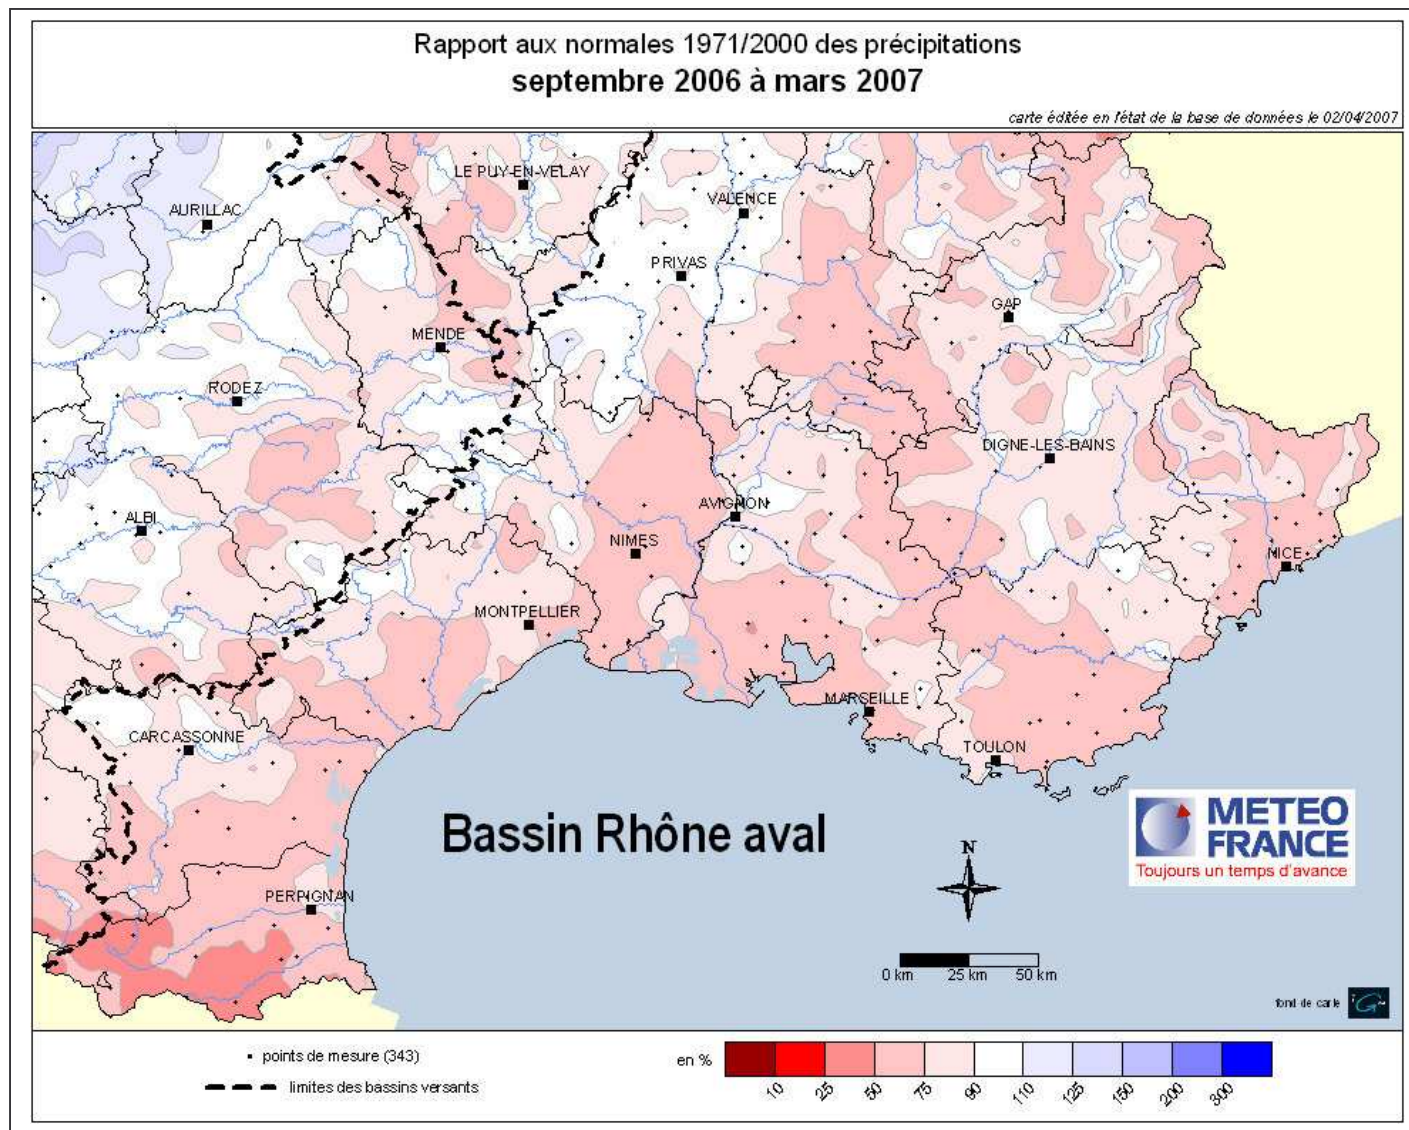 Rapport aux normales 1971/2000 des précipitations
septembre 2006 à mars 2007
carte éditée en l'état de la base de données le 02/04/2007
LE PUY-EN-VELAY
AURILLAC
VALENCE
PRIVAS
GAP
MENDE
RODEZ
DIGNE-LES-BAINS
AVIGNON
ALBI
NIMES
NICE
MONTPELLIER
MARSEILLE
CARCASSONNE
TOULON
Bassin Rhône aval
METEO
FRANCE
Toujours un temps d'avance
N
PERPIGNAN
0 km 25 km 50 km
fond de carte
points de mesure (343)
limites des bassins versants
en %
10 25 50 75 90 110 125 150 200 300